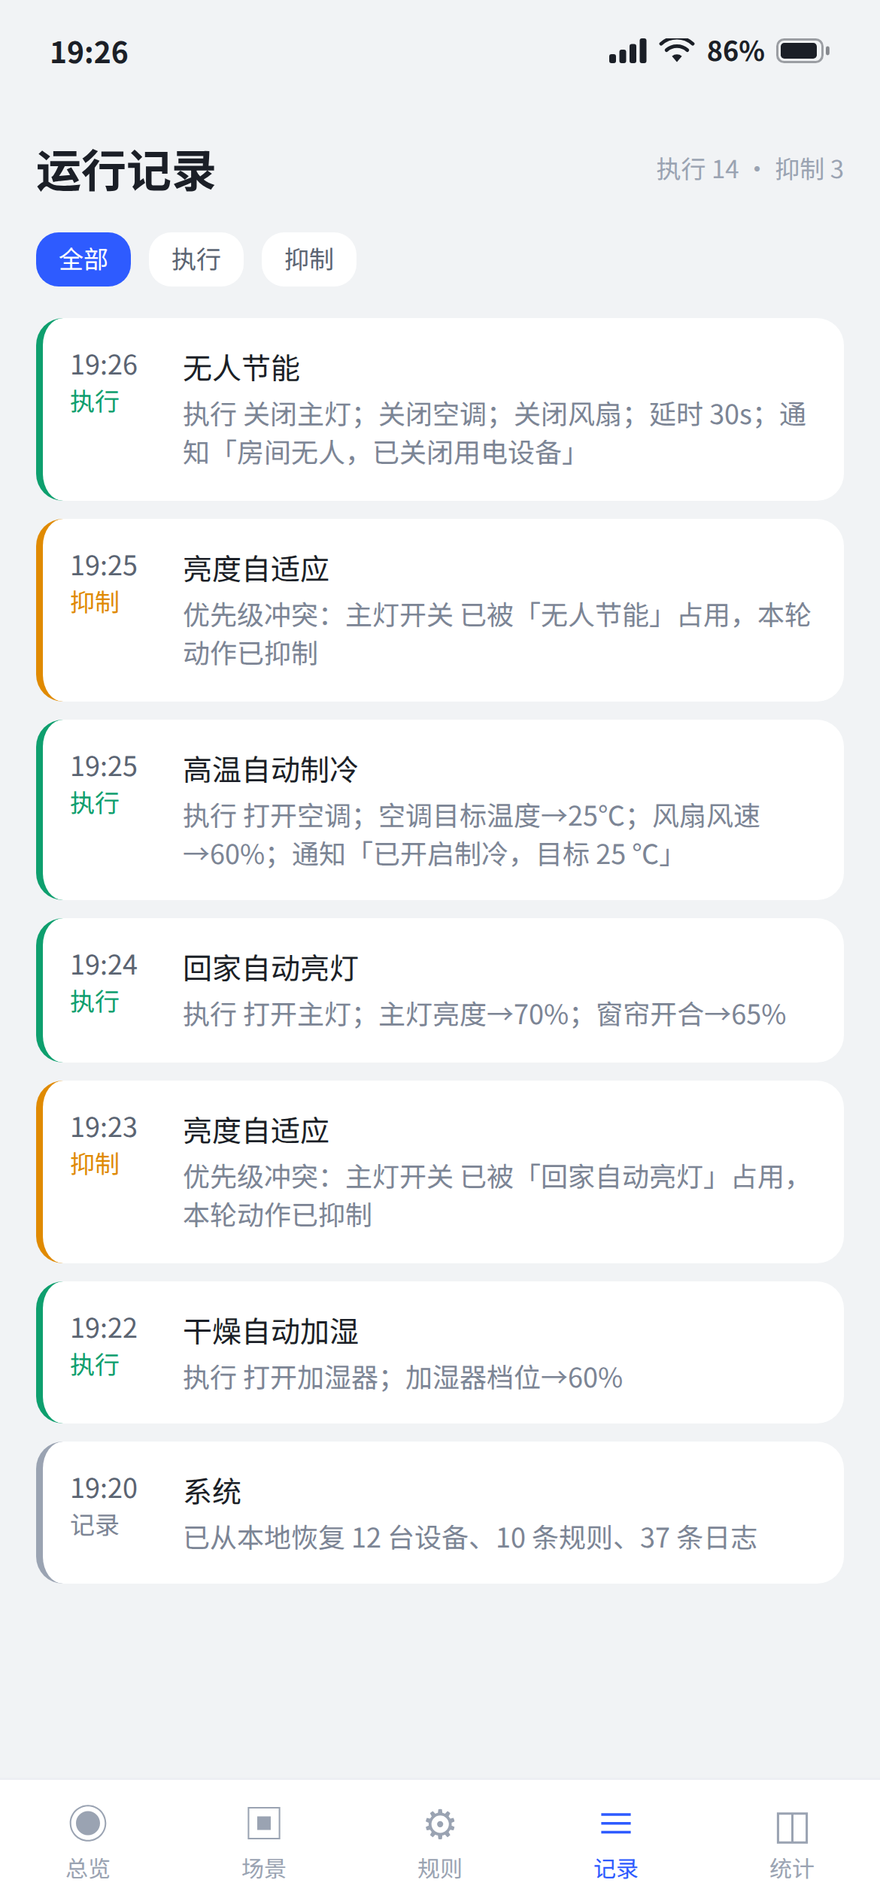 19:26
86%
运行记录
执行 14 · 抑制 3
全部
执行
抑制
19:26
执行
无人节能
执行 关闭主灯；关闭空调；关闭风扇；延时 30s；通
知「房间无人，已关闭用电设备」
19:25
抑制
亮度自适应
优先级冲突：主灯开关 已被「无人节能」占用，本轮
动作已抑制
19:25
执行
高温自动制冷
执行 打开空调；空调目标温度→25°C；风扇风速
→60%；通知「已开启制冷，目标 25 °C」
19:24
执行
回家自动亮灯
执行 打开主灯；主灯亮度→70%；窗帘开合→65%
19:23
抑制
亮度自适应
优先级冲突：主灯开关 已被「回家自动亮灯」占用，
本轮动作已抑制
19:22
执行
干燥自动加湿
执行 打开加湿器；加湿器档位→60%
19:20
记录
系统
已从本地恢复 12 台设备、10 条规则、37 条日志
总览
场景
规则
记录
统计